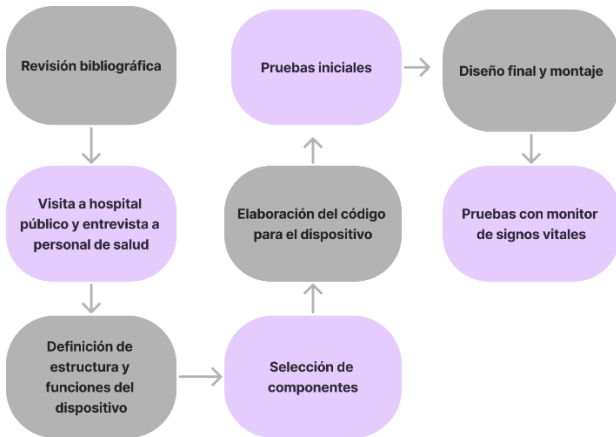 Revisión bibliográfica
Visita a hospital
público y entrevista a
personal de salud
Definición de
estructura y
funciones del
dispositivo
Selección de
componentes
Elaboración del código
para el dispositivo
Pruebas iniciales
Diseño final y montaje
Pruebas con monitor
de signos vitales